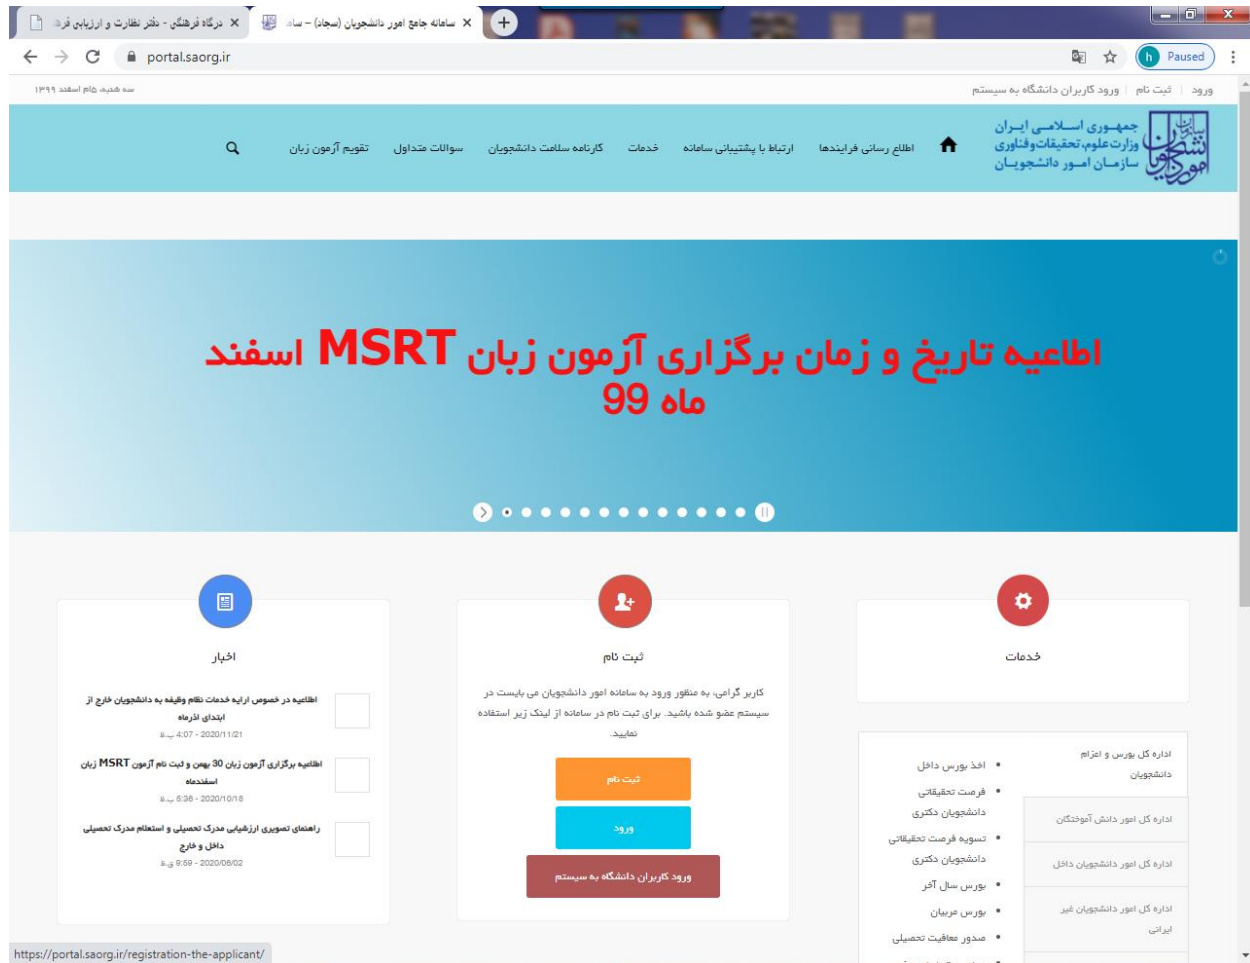 درگاه فرهنگی - دفتر نظارت و ارزیابی فره
سامانه جامع امور دانشجویان (سجاد) – ساه
portal.saorg.ir
h Paused
ورود | ثبت نام | ورود کاربران دانشگاه به سیستم
سه شنبه, ۵ام اسفند ۱۳۹۹
سازمان امور دانشجویان
جمهوری اسلامی ایران
وزارت علوم، تحقیقات و فناوری
سازمان امور دانشجویان
اطلاع رسانی فرایندها
ارتباط با پشتیبانی سامانه
خدمات
کارنامه سلامت دانشجویان
سوالات متداول
تقویم آزمون زبان
اطلاعیه تاریخ و زمان برگزاری آزمون زبان MSRT اسفند
ماه 99
خدمات
اداره کل بورس و اعزام
دانشجویان
اداره کل امور دانش آموختگان
اداره کل امور دانشجویان داخل
اداره کل امور دانشجویان غیر
ایرانی
اخذ بورس داخل
فرصت تحقیقاتی
دانشجویان دکتری
تسویه فرصت تحقیقاتی
دانشجویان دکتری
بورس سال آخر
بورس مربیان
صدور معافیت تحصیلی
ثبت نام
کاربر گرامی، به منظور ورود به سامانه امور دانشجویان می بایست در
سیستم عضو شده باشید. برای ثبت نام در سامانه از لینک زیر استفاده
نمایید.
ثبت نام
ورود
ورود کاربران دانشگاه به سیستم
اخبار
اطلاعیه در خصوص ارایه خدمات نظام وظیفه به دانشجویان خارج از
ابتدای اذرماه
2020/11/21 - 4:07 ب.ظ
اطلاعیه برگزاری آزمون زبان 30 بهمن و ثبت نام آزمون MSRT زبان
اسفندماه
2020/10/18 - 6:36 ب.ظ
راهنمای تصویری ارزشیابی مدرک تحصیلی و استعلام مدرک تحصیلی
داخل و خارج
2020/06/02 - 9:59 ق.ظ
https://portal.saorg.ir/registration-the-applicant/